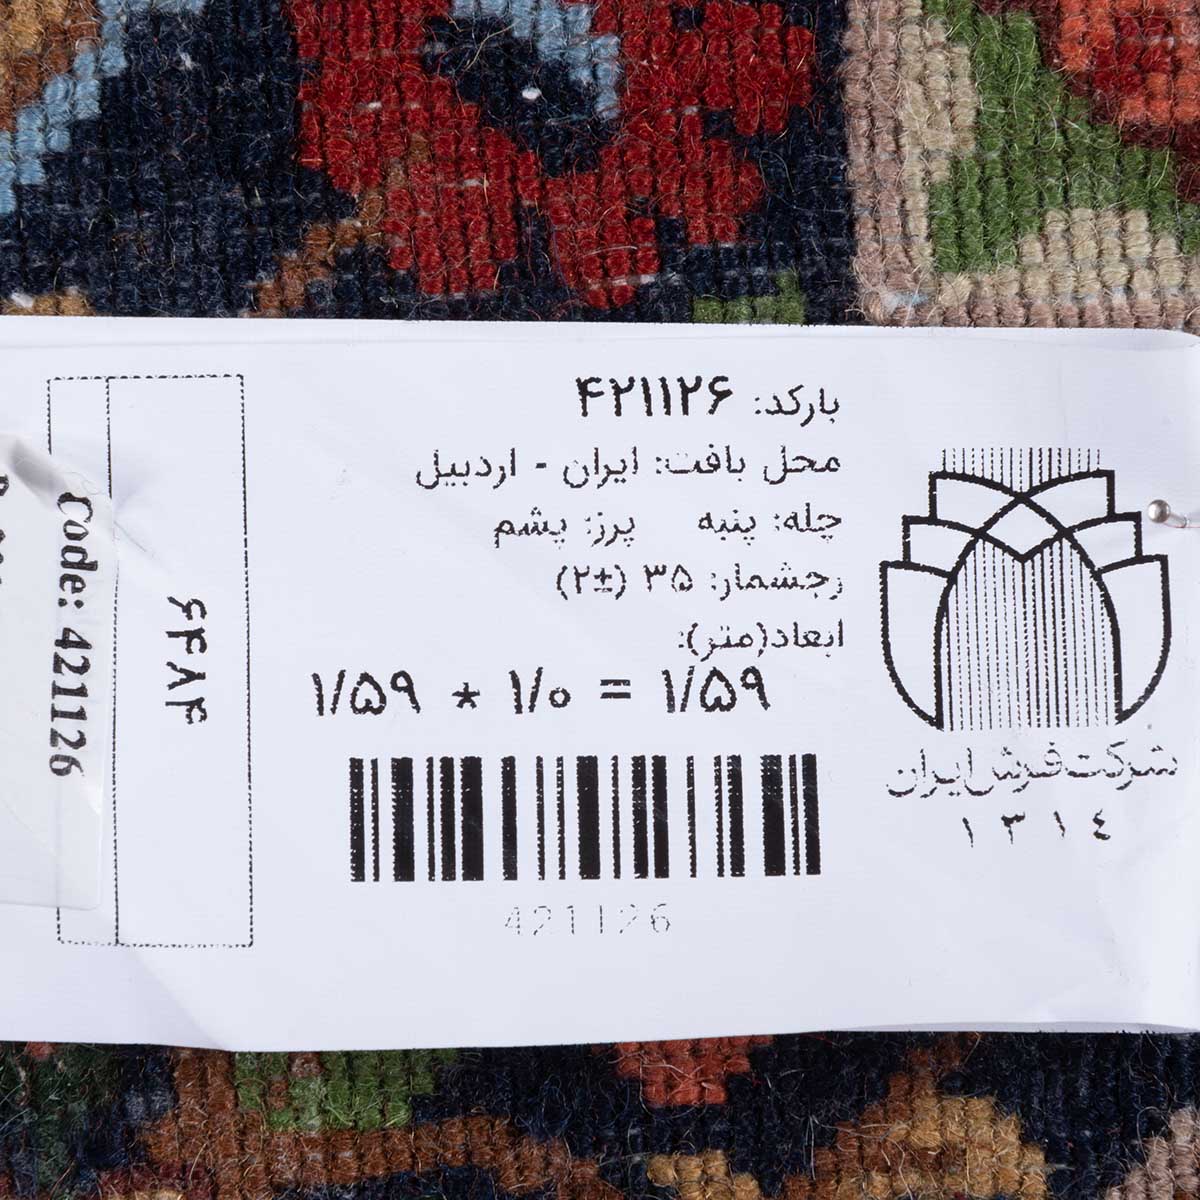 بارکد: ۴۲۱۱۲۶
محل بافت: ایران - اردبیل
چله: پنبه پرز: پشم
رجشمار: ۳۵ (±۲)
ابعاد(متر):
۱/۵۹ * ۱/۰ = ۱/۵۹
421126
شرکت فرش ایران
۱۳۱٤
۶۴۸۴
Code: 421126